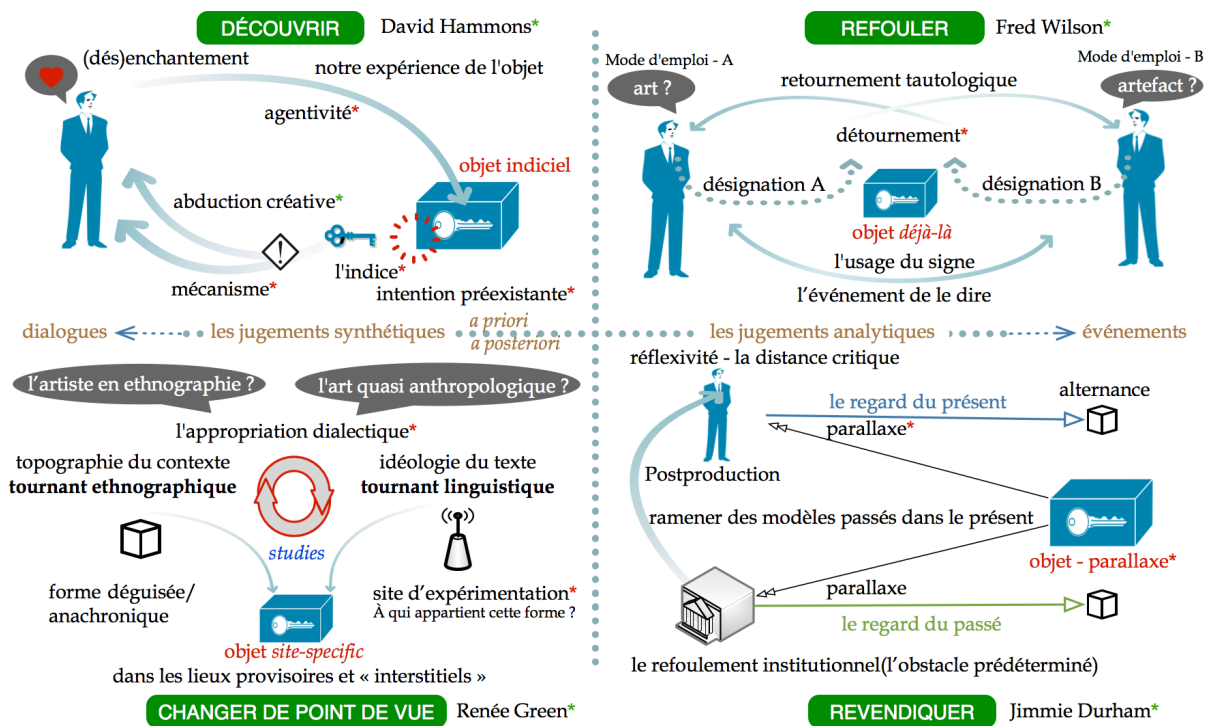 DÉCOUVRIR
David Hammons*
(dés)enchantement
notre expérience de l'objet
agentivité*
objet indiciel
abduction créative*
!
l'indice*
mécanisme*
intention préexistante*
REFOULER
Fred Wilson*
Mode d'emploi - A
Mode d'emploi - B
art ?
artefact ?
retournement tautologique
détournement*
désignation A
désignation B
objet déjà-là
l'usage du signe
l’événement de le dire
dialogues
les jugements synthétiques
a priori
a posteriori
les jugements analytiques
événements
l’artiste en ethnographie ?
l'art quasi anthropologique ?
l'appropriation dialectique*
topographie du contexte
tournant ethnographique
idéologie du texte
tournant linguistique
studies
forme déguisée/
anachronique
site d’expérimentation*
À qui appartient cette forme ?
objet site-specific
dans les lieux provisoires et « interstitiels »
CHANGER DE POINT DE VUE
Renée Green*
réflexivité - la distance critique
alternance
le regard du présent
parallaxe*
Postproduction
ramener des modèles passés dans le présent
objet - parallaxe*
parallaxe
le regard du passé
le refoulement institutionnel(l’obstacle prédéterminé)
REVENDIQUER
Jimmie Durham*